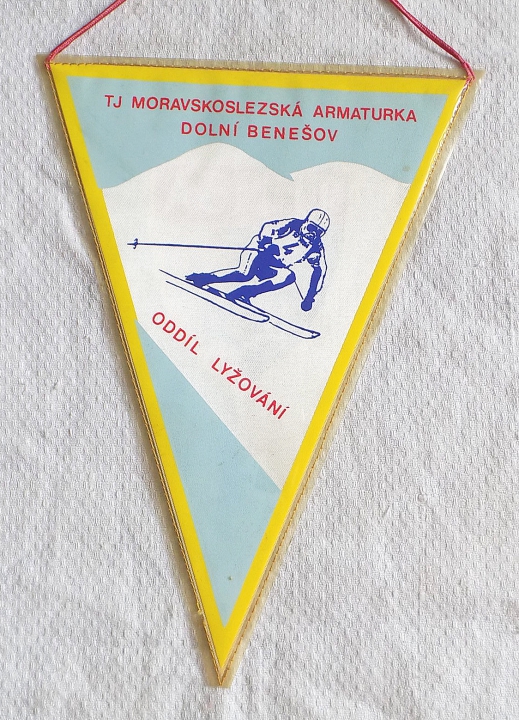 TJ MORAVSKOSLEZSKÁ ARMATURKA
DOLNÍ BENEŠOV
ODDÍL LYŽOVÁNÍ